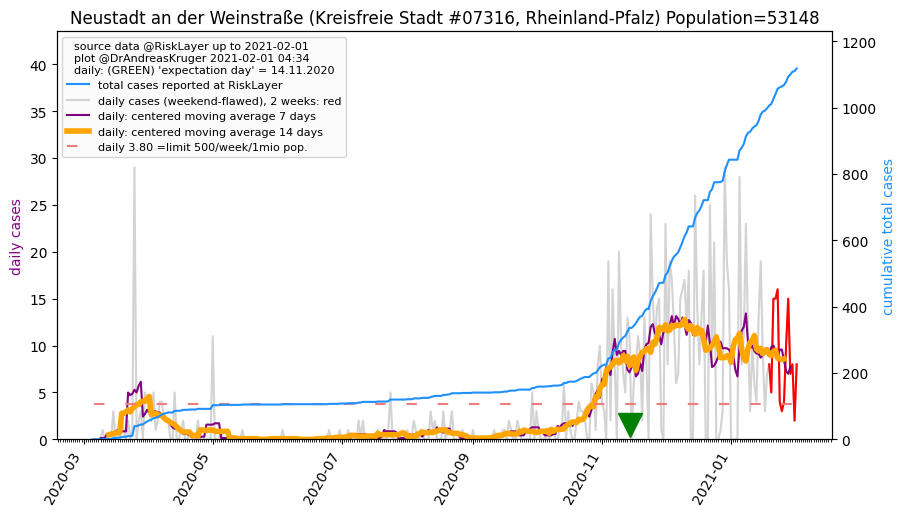 Neustadt an der Weinstraße (Kreisfreie Stadt #07316, Rheinland-Pfalz) Population=53148
source data @RiskLayer up to 2021-02-01
plot @DrAndreasKruger 2021-02-01 04:34
daily: (GREEN) 'expectation day' = 14.11.2020
total cases reported at RiskLayer
daily cases (weekend-flawed), 2 weeks: red
daily: centered moving average 7 days
daily: centered moving average 14 days
daily 3.80 =limit 500/week/1mio pop.
daily cases
40
35
30
25
20
15
10
5
0
1200
1000
800
600
400
200
0
cumulative total cases
2020-03
2020-05
2020-07
2020-09
2020-11
2021-01